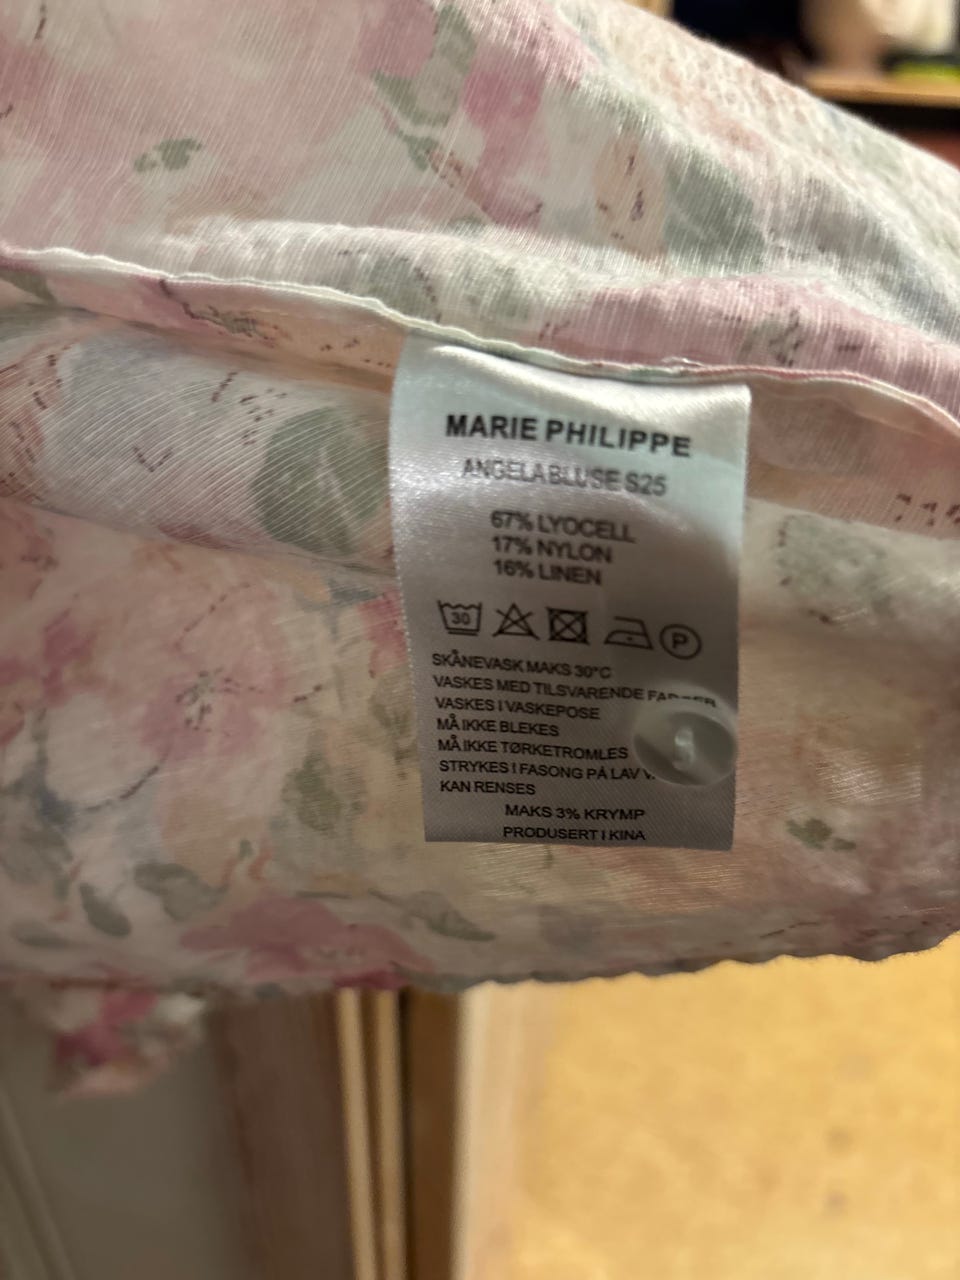 MARIE PHILIPPE
ANGELA BLUSE S25
67% LYOCELL
17% NYLON
16% LINEN
30
P
SKÅNEVASK MAKS 30°C
VASKES MED TILSVARENDE FARGER
VASKES I VASKEPOSE
MÅ IKKE BLEKES
MÅ IKKE TØRKETROMLES
STRYKES I FASONG PÅ LAV
KAN RENSES
MAKS 3% KRYMP
PRODUSERT I KINA